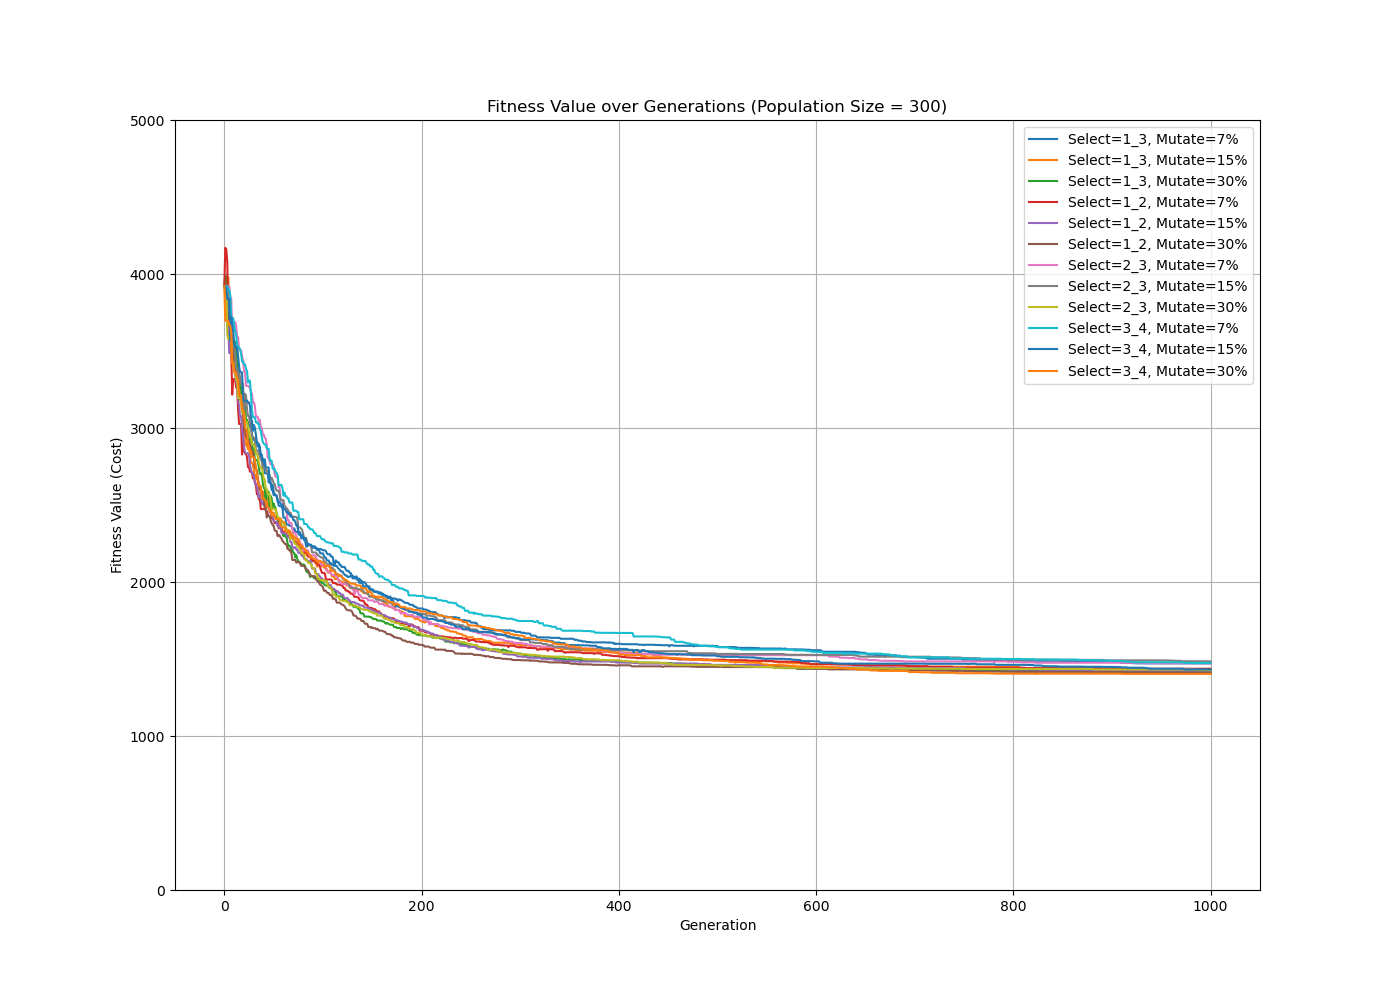 Fitness Value over Generations (Population Size = 300)
5000
4000
3000
2000
1000
0
Fitness Value (Cost)
Select=1_3, Mutate=7%
Select=1_3, Mutate=15%
Select=1_3, Mutate=30%
Select=1_2, Mutate=7%
Select=1_2, Mutate=15%
Select=1_2, Mutate=30%
Select=2_3, Mutate=7%
Select=2_3, Mutate=15%
Select=2_3, Mutate=30%
Select=3_4, Mutate=7%
Select=3_4, Mutate=15%
Select=3_4, Mutate=30%
0 200 400 600 800 1000
Generation